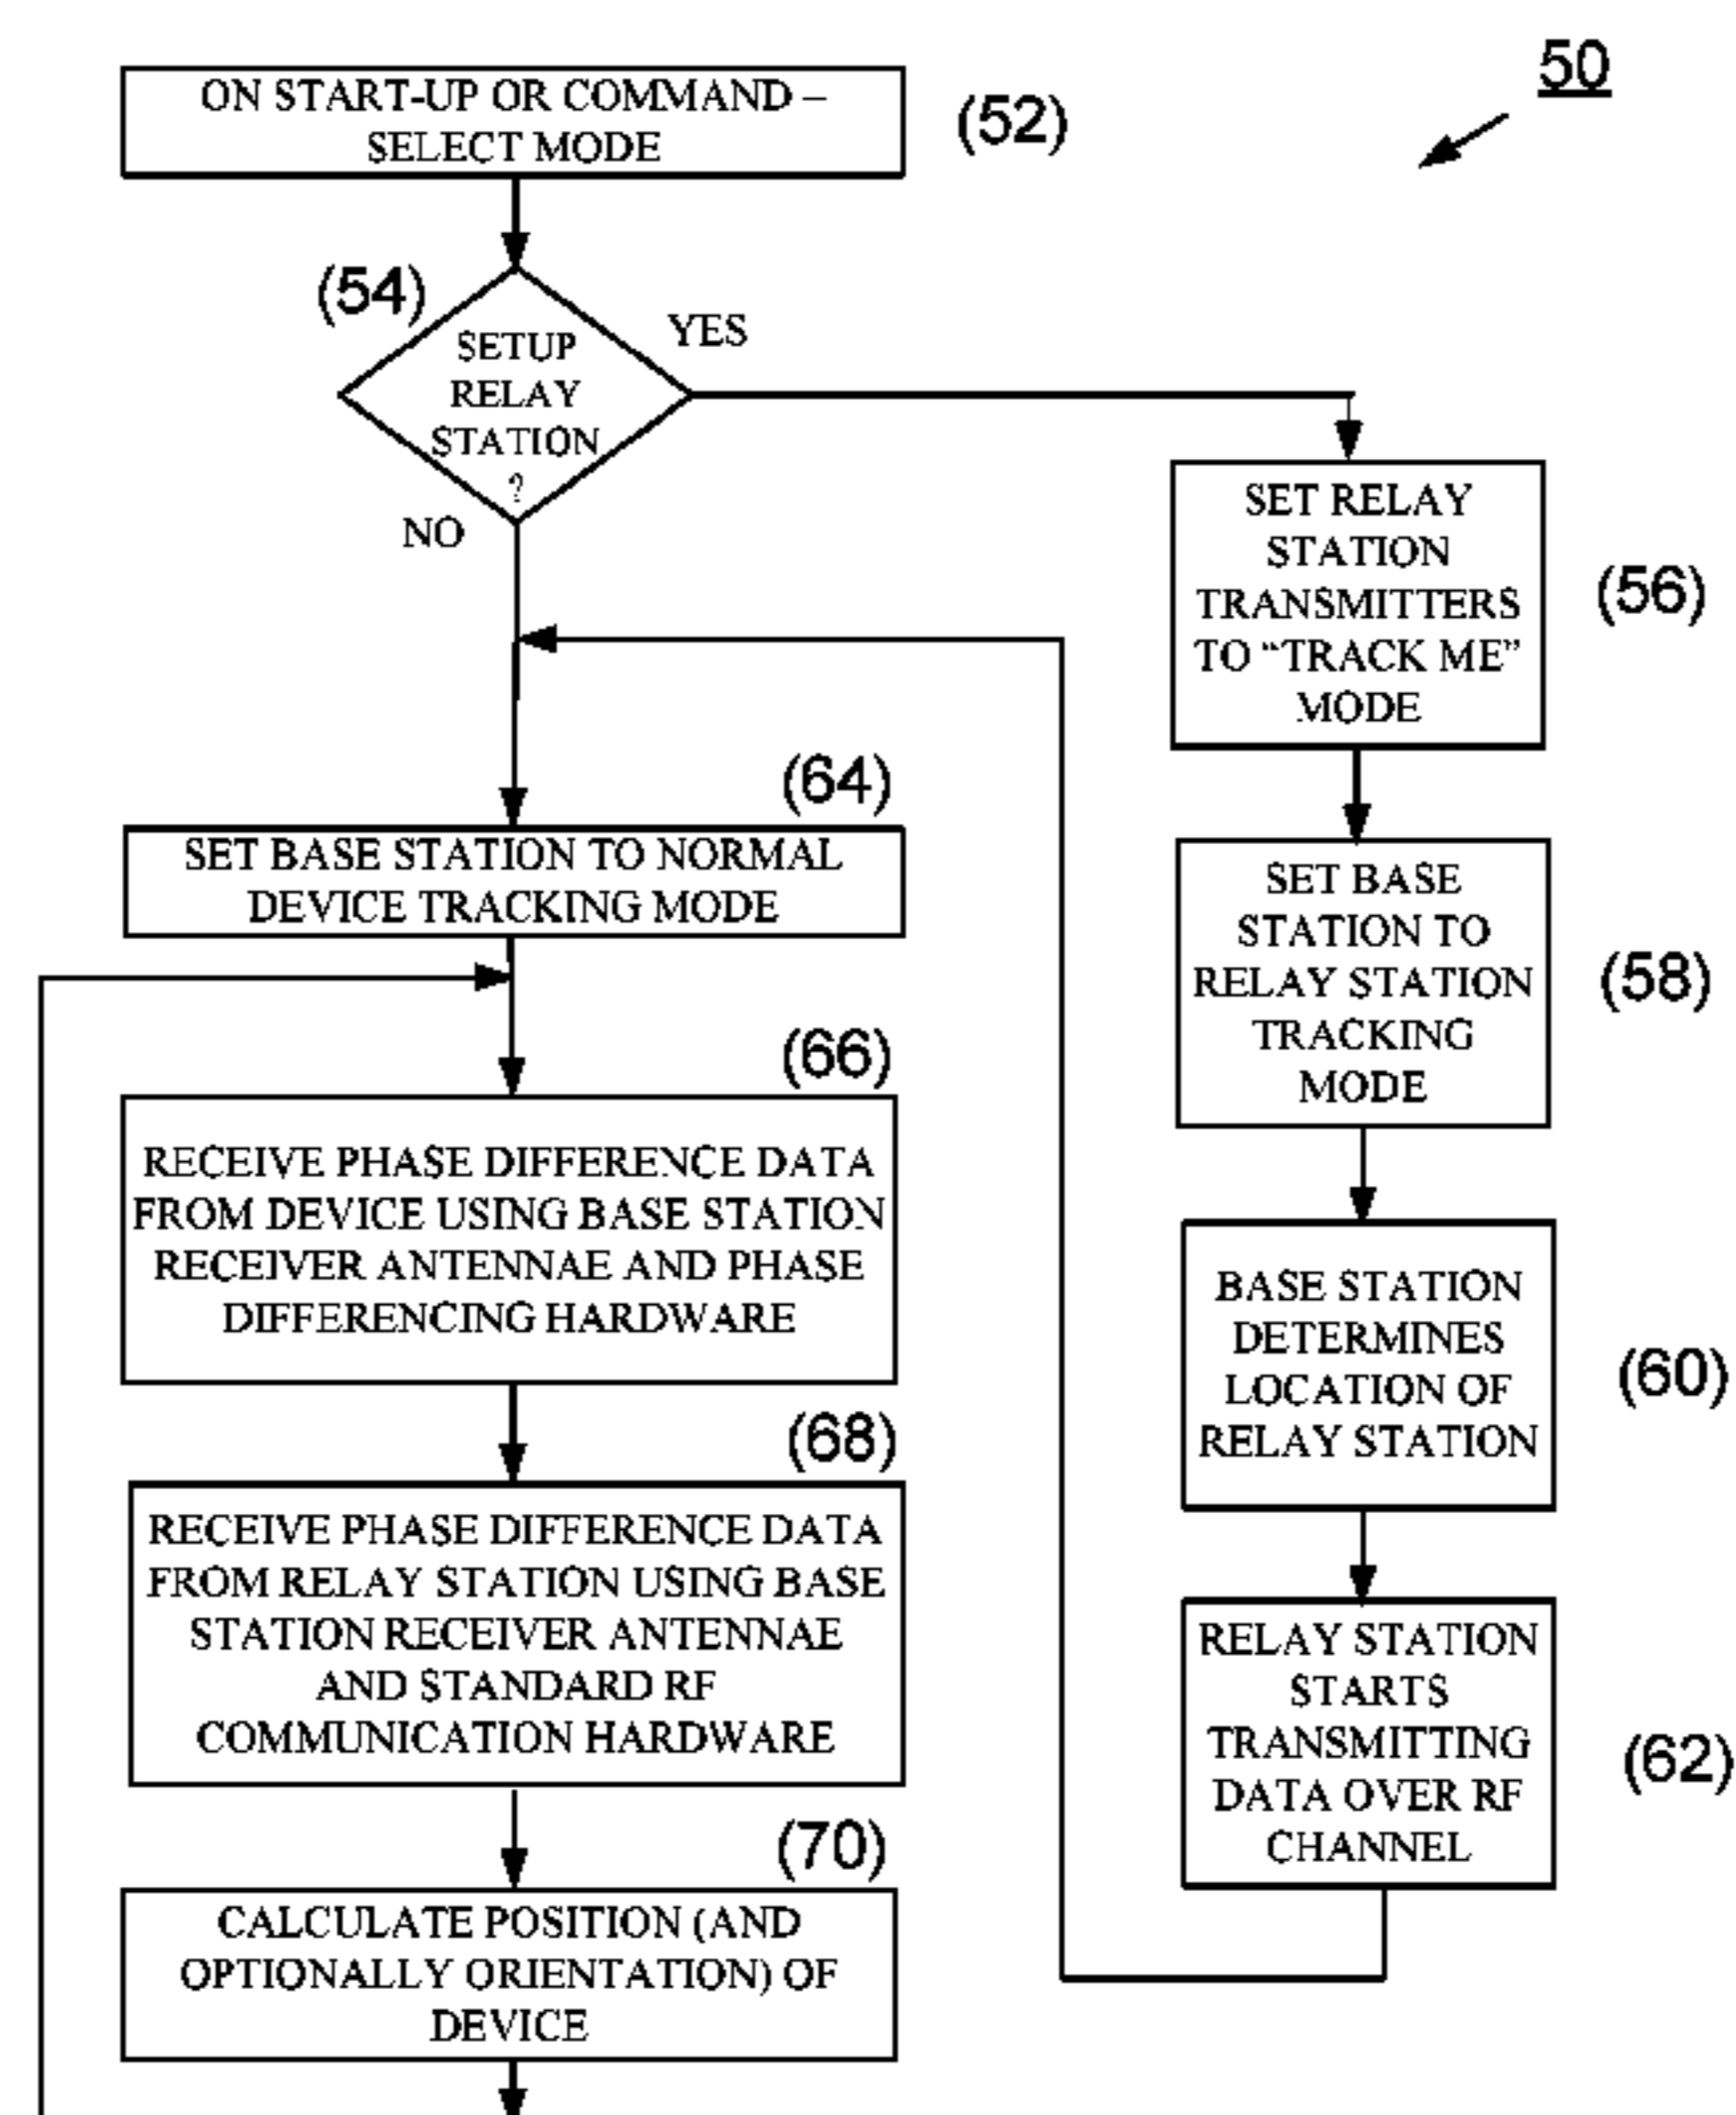 50
ON START-UP OR COMMAND –
SELECT MODE
(52)
(54)
SETUP
RELAY
STATION
?
YES
NO
SET RELAY
STATION
TRANSMITTERS
TO “TRACK ME”
MODE
(56)
SET BASE
STATION TO
RELAY STATION
TRACKING
MODE
(58)
BASE STATION
DETERMINES
LOCATION OF
RELAY STATION
(60)
RELAY STATION
STARTS
TRANSMITTING
DATA OVER RF
CHANNEL
(62)
(64)
SET BASE STATION TO NORMAL
DEVICE TRACKING MODE
(66)
RECEIVE PHASE DIFFERENCE DATA
FROM DEVICE USING BASE STATION
RECEIVER ANTENNAE AND PHASE
DIFFERENCING HARDWARE
(68)
RECEIVE PHASE DIFFERENCE DATA
FROM RELAY STATION USING BASE
STATION RECEIVER ANTENNAE
AND STANDARD RF
COMMUNICATION HARDWARE
(70)
CALCULATE POSITION (AND
OPTIONALLY ORIENTATION) OF
DEVICE